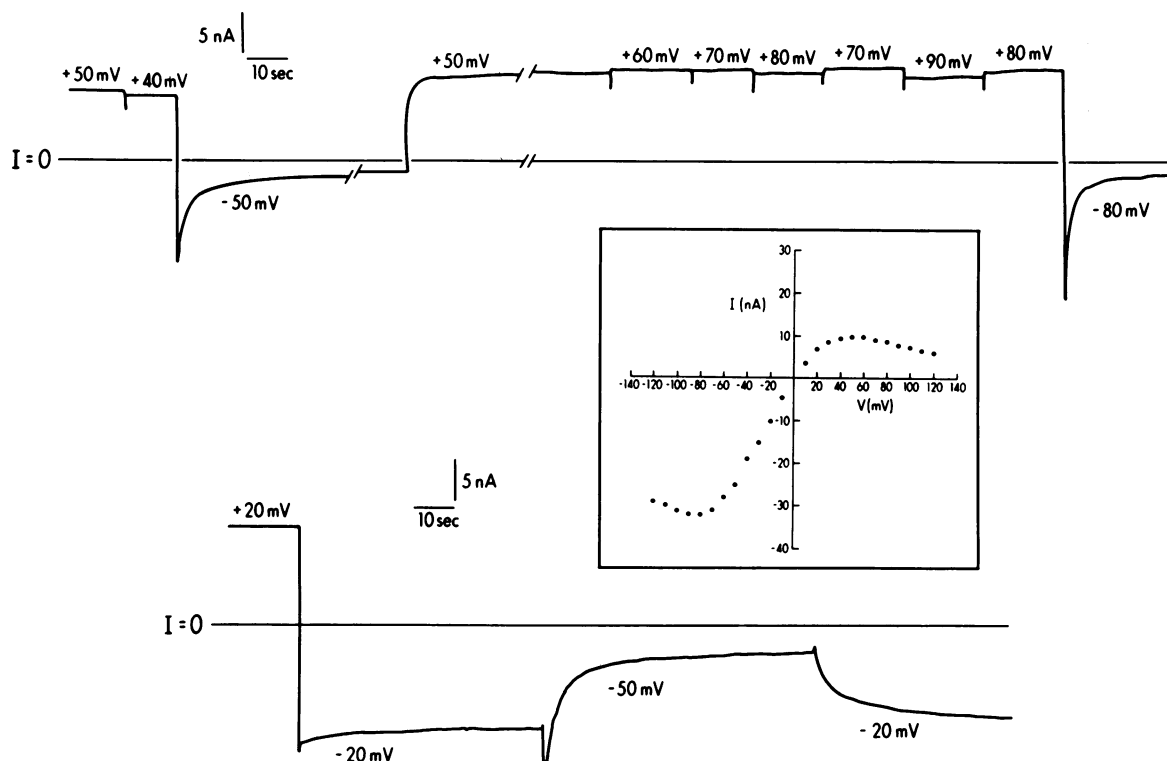 5 nA
10 sec
+50 mV +40 mV +50 mV +60 mV +70 mV +80 mV +70 mV +90 mV +80 mV
I=0
-50 mV
-80 mV
30
20
I (nA)
10
-140 -120 -100 -80 -60 -40 -20 20 40 60 80 100 120 140
V(mV)
-10
-20
-30
-40
5 nA
10 sec
+20 mV
I=0
-50 mV
-20 mV
-20 mV